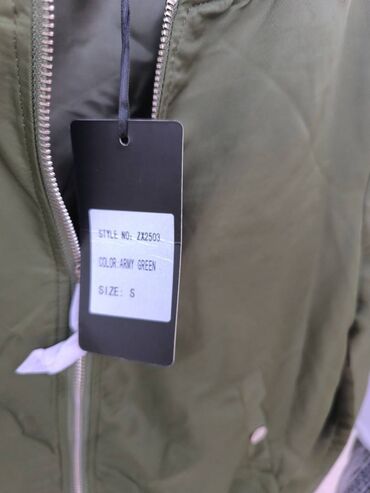 STYLE NO: ZX2503
COLOR:ARMY GREEN
SIZE: S